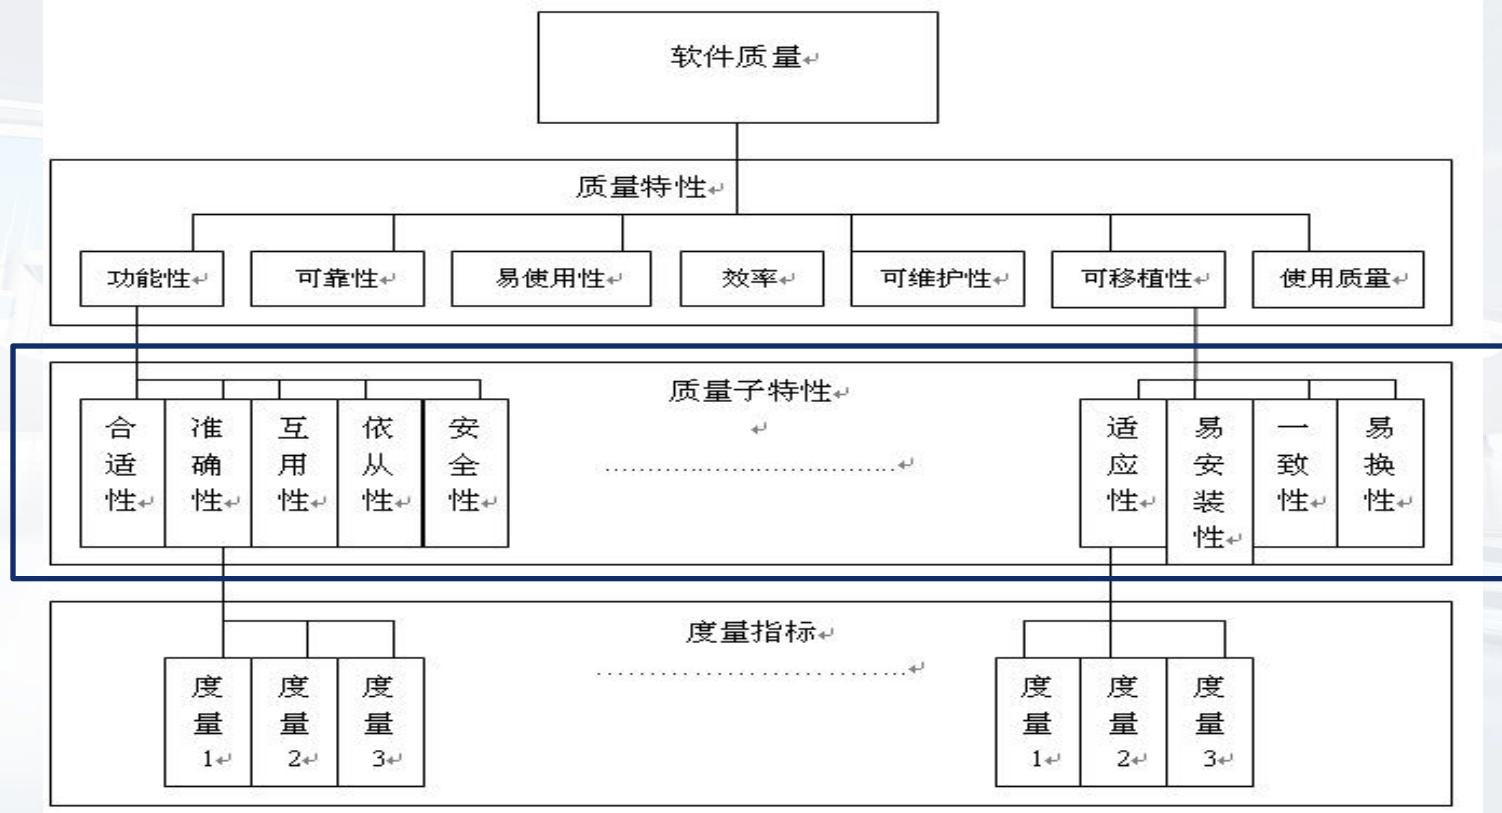 软件质量
质量特性
功能性
可靠性
易使用性
效率
可维护性
可移植性
使用质量
质量子特性
合适性
准确性
互用性
依从性
安全性
适应性
易安装性
一致性
易换性
度量指标
度量1
度量2
度量3
度量1
度量2
度量3